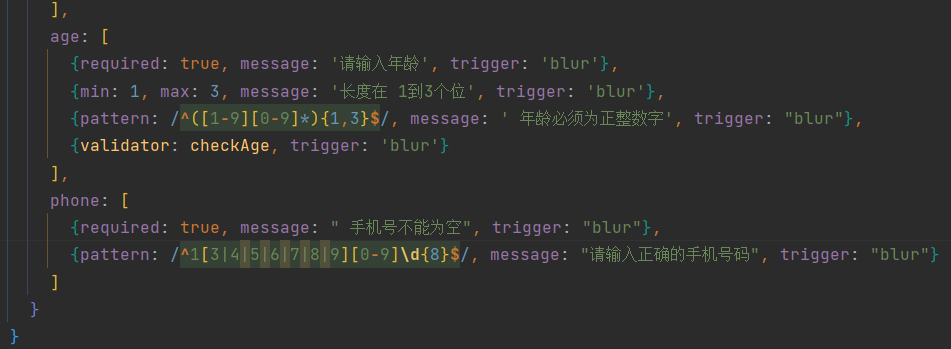 ],
age: [
{required: true, message: '请输入年龄', trigger: 'blur'},
{min: 1, max: 3, message: '长度在 1到3个位', trigger: 'blur'},
{pattern: /^([1-9][0-9]*){1,3}$/, message: ' 年龄必须为正整数字', trigger: "blur"},
{validator: checkAge, trigger: 'blur'}
],
phone: [
{required: true, message: " 手机号不能为空", trigger: "blur"},
{pattern: /^1[3|4|5|6|7|8|9][0-9]\d{8}$/, message: "请输入正确的手机号码", trigger: "blur"}
]
}
}